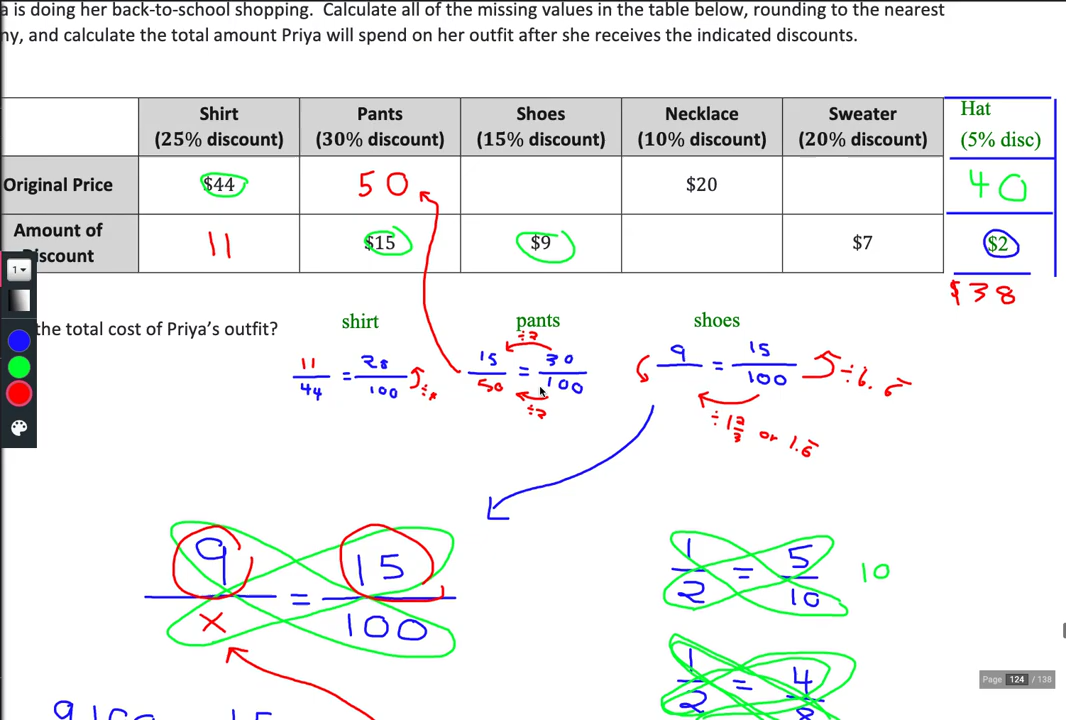 a is doing her back-to-school shopping. Calculate all of the missing values in the table below, rounding to the nearest
ny, and calculate the total amount Priya will spend on her outfit after she receives the indicated discounts.
Shirt Pants Shoes Necklace Sweater Hat
(25% discount) (30% discount) (15% discount) (10% discount) (20% discount) (5% disc)
Original Price $44 50 $20 40
Amount of
Discount 11 $15 $9 $7 $2
$38
the total cost of Priya's outfit?
shirt pants shoes
÷2
11/44 = 25/100 15/50 = 30/100 9/ = 15/100
÷2
÷1 2/3 or 1.6
9/x = 15/100
1/2 = 5/10 10
1/2 = 4/8
Page 124 / 138